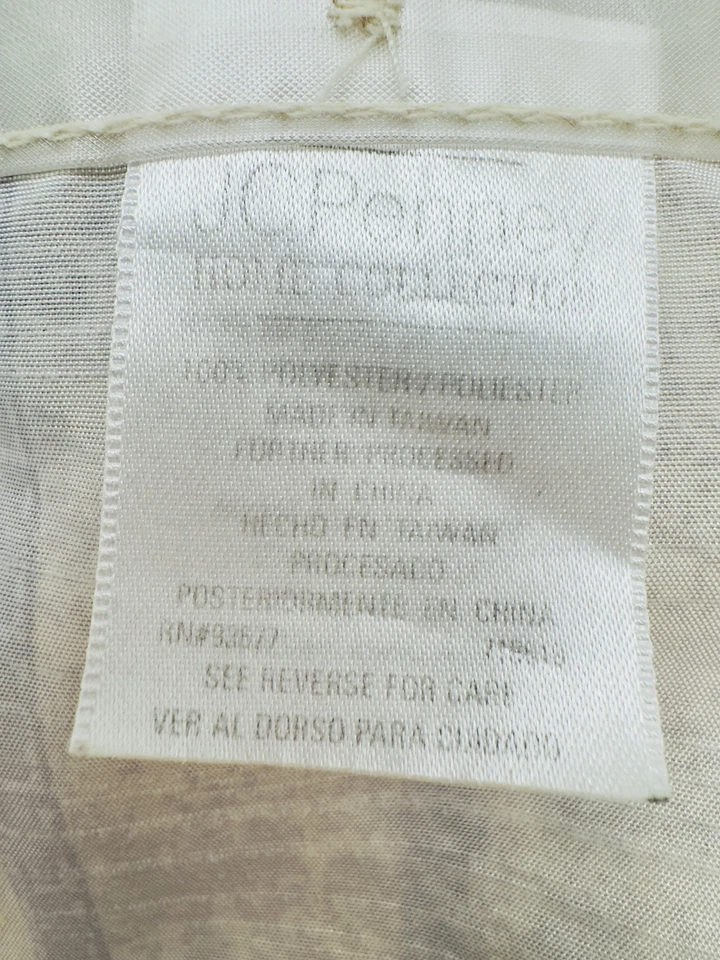 JCPenney
HOME COLLECTION
100% POLYESTER / POLIESTER
MADE IN TAIWAN
FURTHER PROCESSED
IN CHINA
HECHO EN TAIWAN
PROCESADO
POSTERIORMENTE EN CHINA
RN#93677
SEE REVERSE FOR CARE
VER AL DORSO PARA CUIDADO